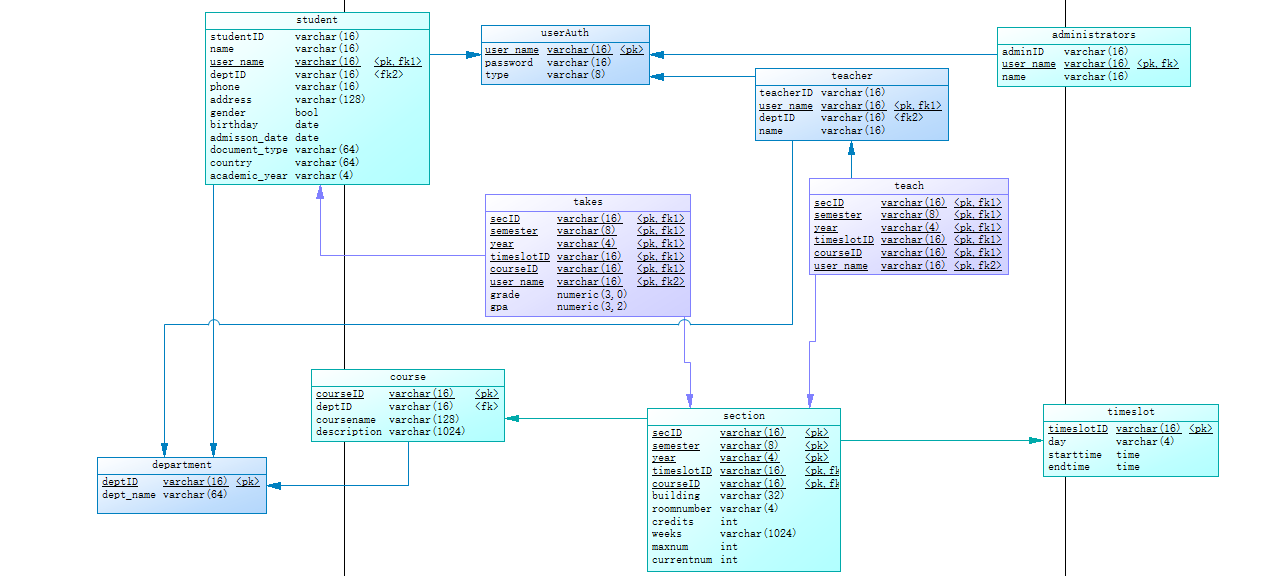 student
studentID varchar(16)
name varchar(16)
user_name varchar(16) <pk,fk1>
deptID varchar(16) <fk2>
phone varchar(16)
address varchar(128)
gender bool
birthday date
admisson_date date
document_type varchar(64)
country varchar(64)
academic_year varchar(4)
userAuth
user_name varchar(16) <pk>
password varchar(16)
type varchar(8)
administrators
adminID varchar(16)
user_name varchar(16) <pk,fk>
name varchar(16)
teacher
teacherID varchar(16)
user_name varchar(16) <pk,fk1>
deptID varchar(16) <fk2>
name varchar(16)
takes
secID varchar(16) <pk,fk1>
semester varchar(8) <pk,fk1>
year varchar(4) <pk,fk1>
timeslotID varchar(16) <pk,fk1>
courseID varchar(16) <pk,fk1>
user_name varchar(16) <pk,fk2>
grade numeric(3,0)
gpa numeric(3,2)
teach
secID varchar(16) <pk,fk1>
semester varchar(8) <pk,fk1>
year varchar(4) <pk,fk1>
timeslotID varchar(16) <pk,fk1>
courseID varchar(16) <pk,fk1>
user_name varchar(16) <pk,fk2>
course
courseID varchar(16) <pk>
deptID varchar(16) <fk>
coursename varchar(128)
description varchar(1024)
section
secID varchar(16) <pk>
semester varchar(8) <pk>
year varchar(4) <pk>
timeslotID varchar(16) <pk,fk
courseID varchar(16) <pk,fk
building varchar(32)
roomnumber varchar(4)
credits int
weeks varchar(1024)
maxnum int
currentnum int
timeslot
timeslotID varchar(16) <pk>
day varchar(4)
starttime time
endtime time
department
deptID varchar(16) <pk>
dept_name varchar(64)